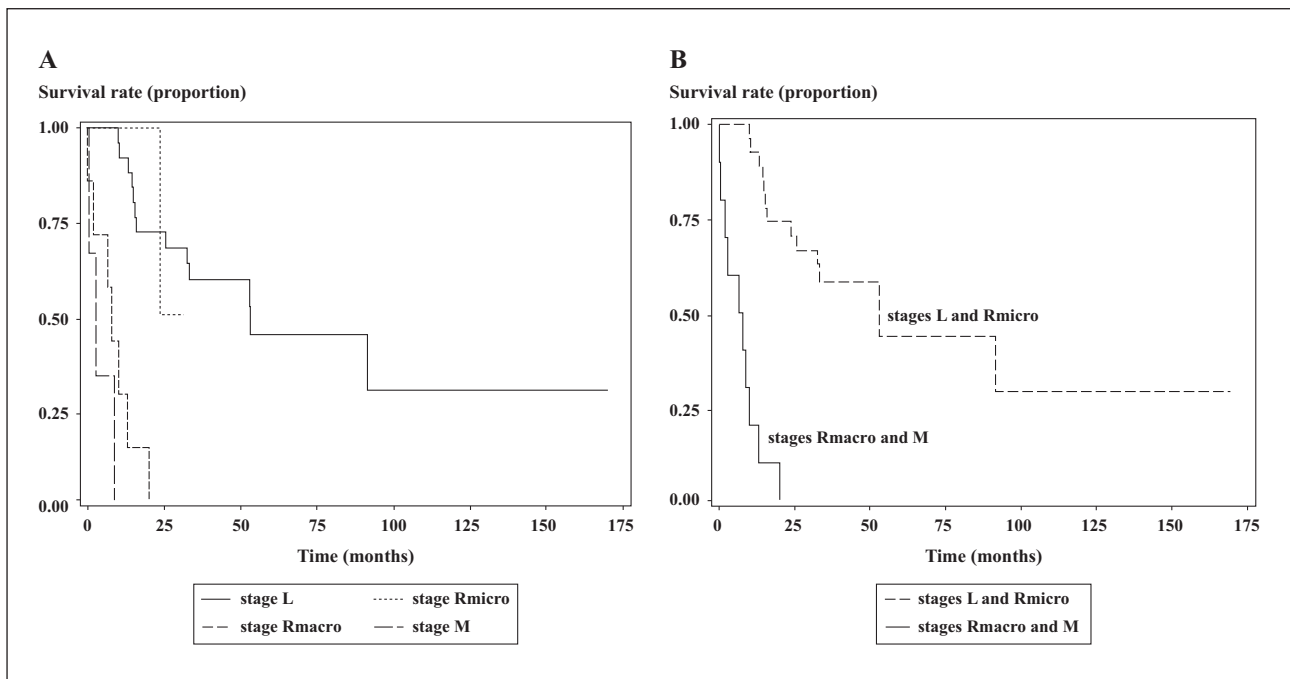 A
Survival rate (proportion)
1.00
0.75
0.50
0.25
0.00
0 25 50 75 100 125 150 175
Time (months)
stage L stage Rmicro
stage Rmacro stage M
B
Survival rate (proportion)
1.00
0.75
0.50
0.25
0.00
stages L and Rmicro
stages Rmacro and M
0 25 50 75 100 125 150 175
Time (months)
stages L and Rmicro
stages Rmacro and M